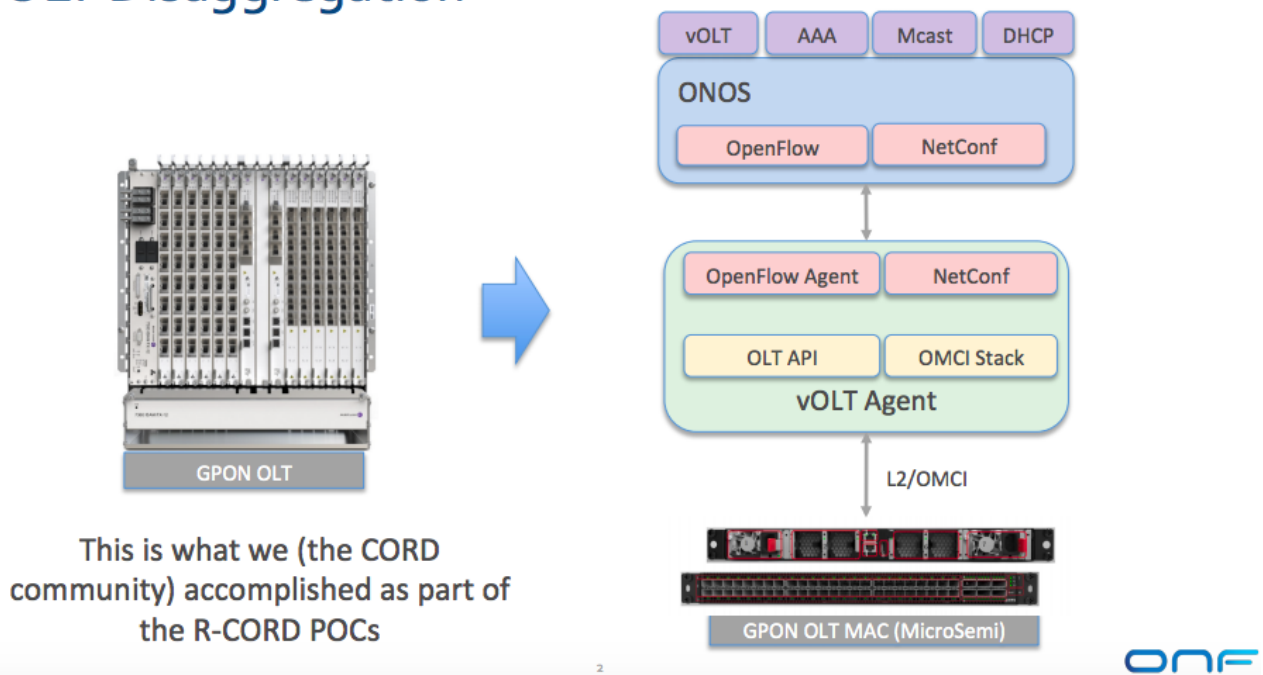 OLT Disaggregation
vOLT
AAA
Mcast
DHCP
ONOS
OpenFlow
NetConf
OpenFlow Agent
NetConf
OLT API
OMCI Stack
vOLT Agent
GPON OLT
L2/OMCI
This is what we (the CORD
community) accomplished as part of
the R-CORD POCs
GPON OLT MAC (MicroSemi)
2
ONF